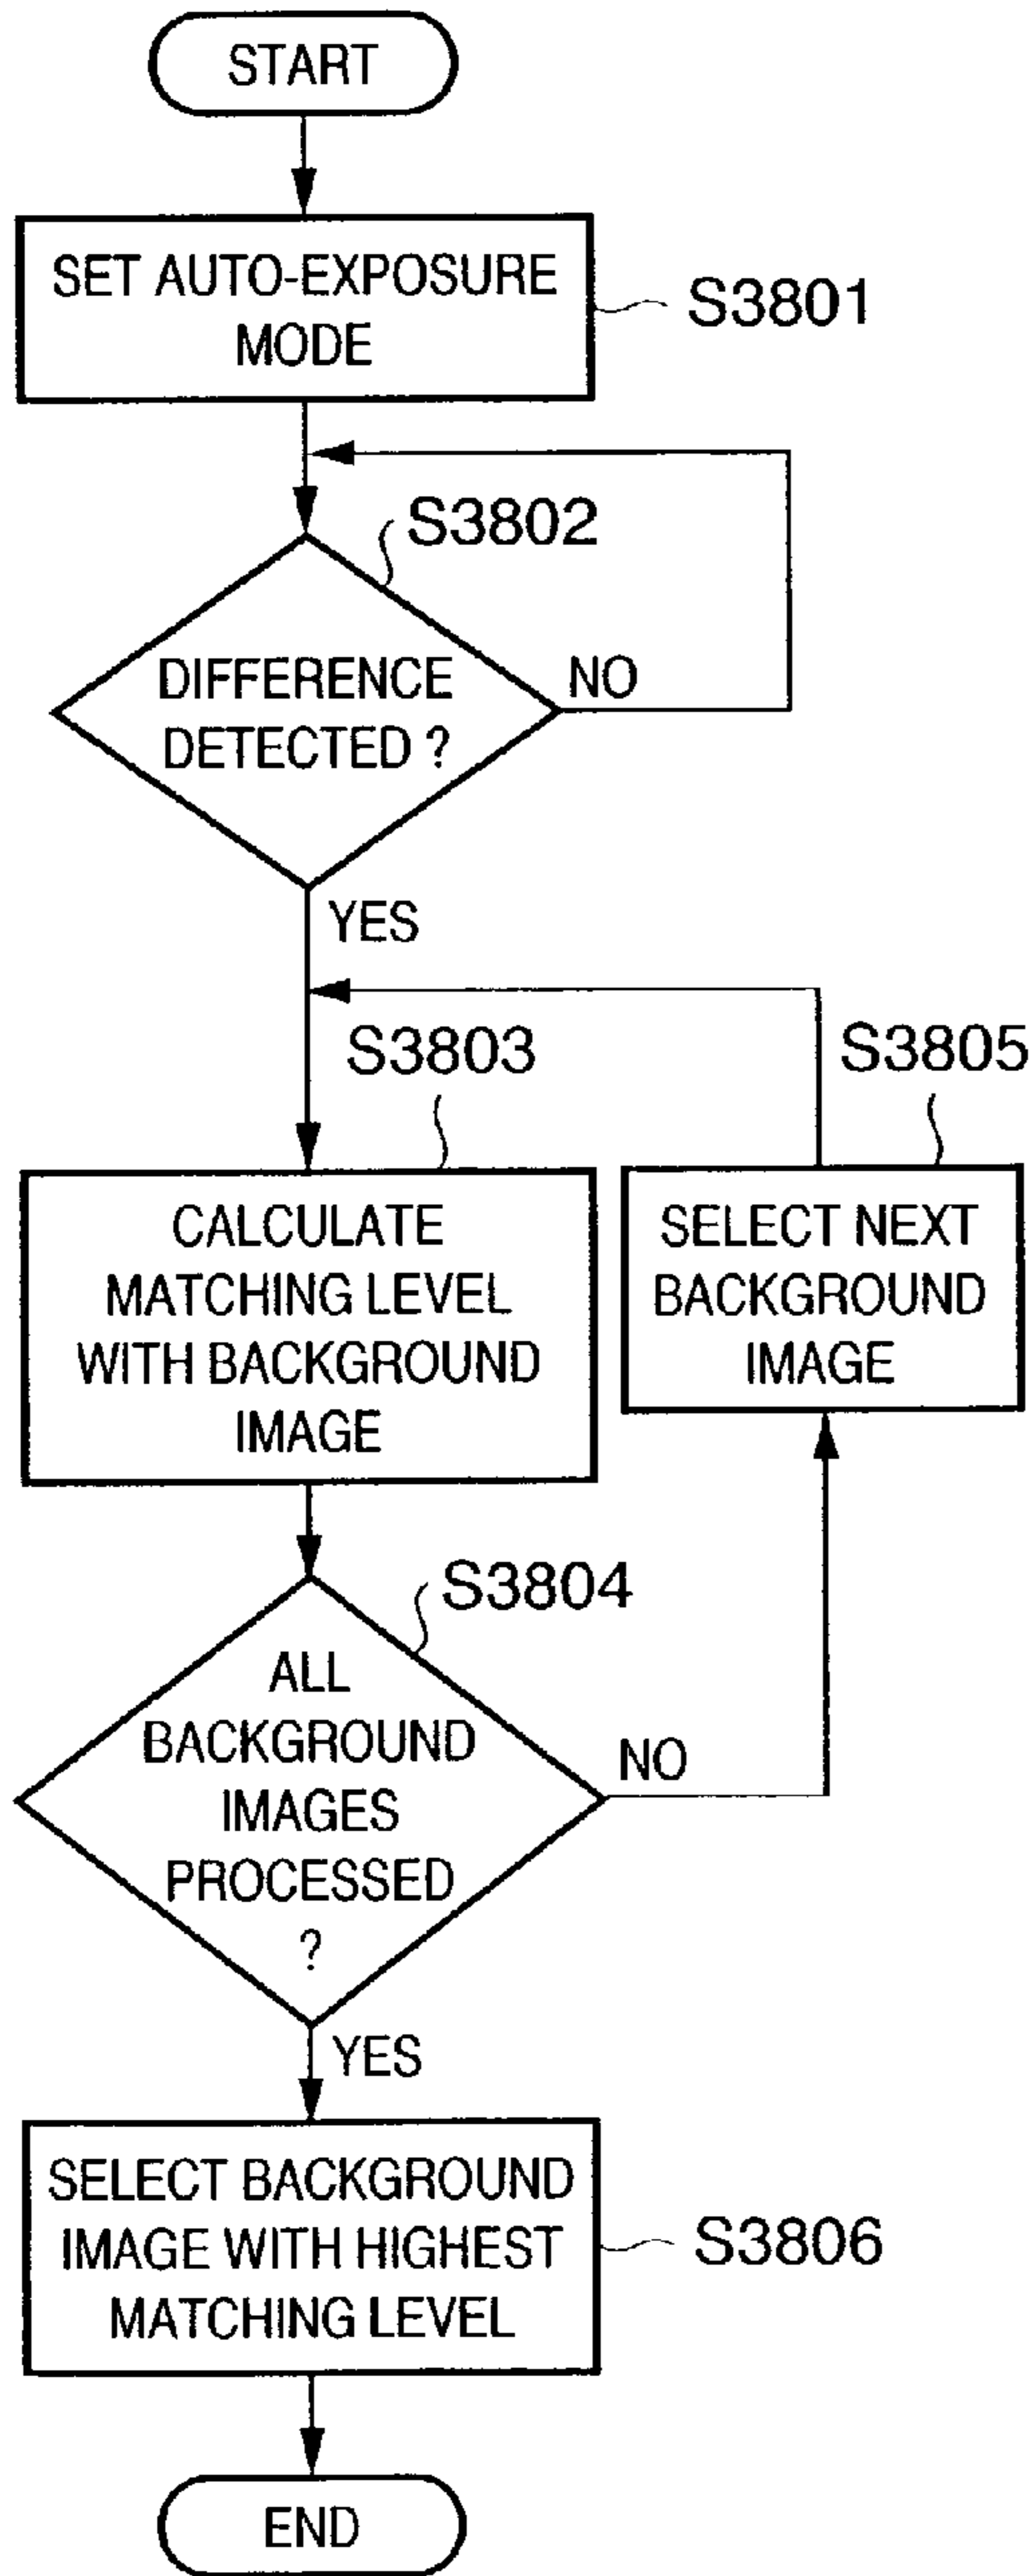 START
SET AUTO-EXPOSURE
MODE
S3801
S3802
DIFFERENCE
DETECTED ?
NO
YES
S3803
S3805
CALCULATE
MATCHING LEVEL
WITH BACKGROUND
IMAGE
SELECT NEXT
BACKGROUND
IMAGE
S3804
ALL
BACKGROUND
IMAGES
PROCESSED
?
NO
YES
SELECT BACKGROUND
IMAGE WITH HIGHEST
MATCHING LEVEL
S3806
END